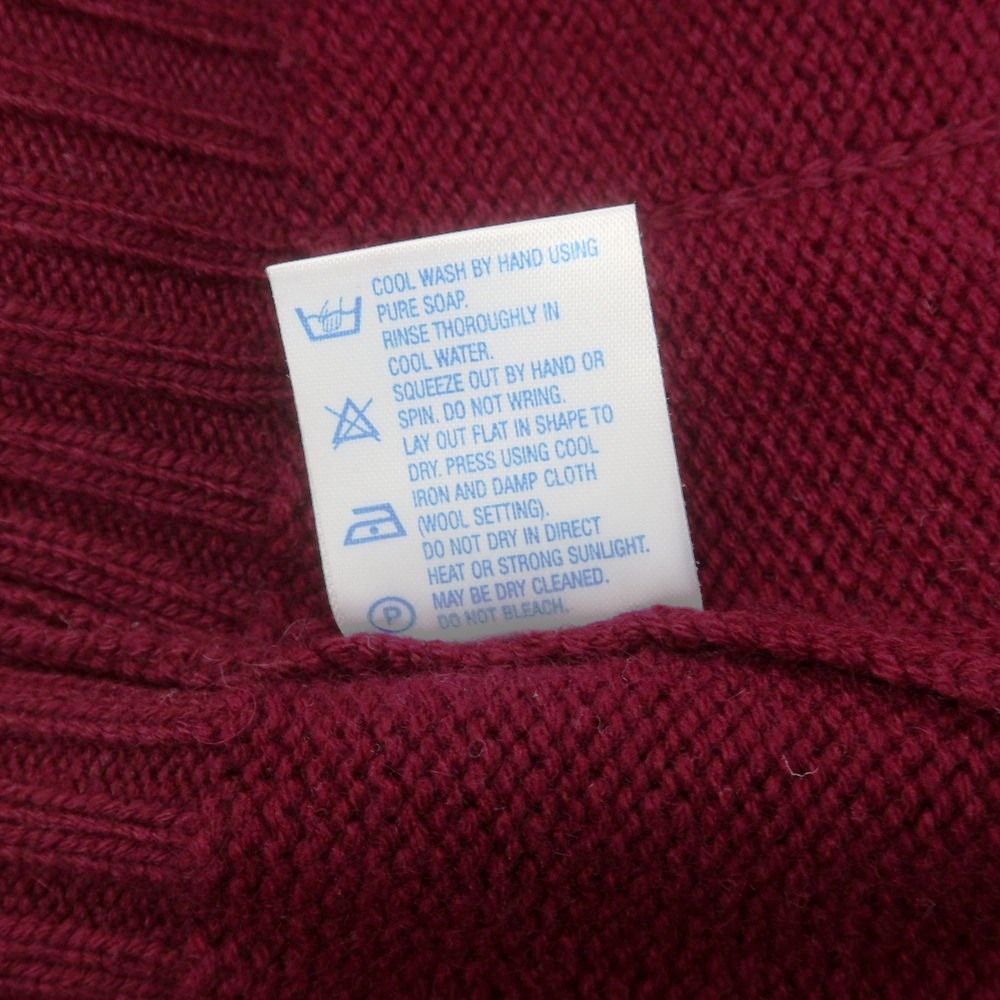 COOL WASH BY HAND USING
PURE SOAP.
RINSE THOROUGHLY IN
COOL WATER.
SQUEEZE OUT BY HAND OR
SPIN. DO NOT WRING.
LAY OUT FLAT IN SHAPE TO
DRY. PRESS USING COOL
IRON AND DAMP CLOTH
(WOOL SETTING).
DO NOT DRY IN DIRECT
HEAT OR STRONG SUNLIGHT.
MAY BE DRY CLEANED.
P DO NOT BLEACH.